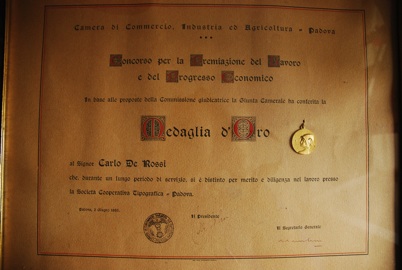 Camera di Commercio, Industria ed Agricoltura - Padova
Concorso per la Premiazione del Lavoro
e del Progresso Economico
In base alle proposte della Commissione giudicatrice la Giunta Camerale ha conferito la
Medaglia d'Oro
al Signor Carlo De Rossi
che, durante un lungo periodo di servizio, si è distinto per merito e diligenza nel lavoro presso
la Società Cooperativa Tipografica - Padova.
Padova, 2 Giugno
Il Presidente
Il Segretario Generale